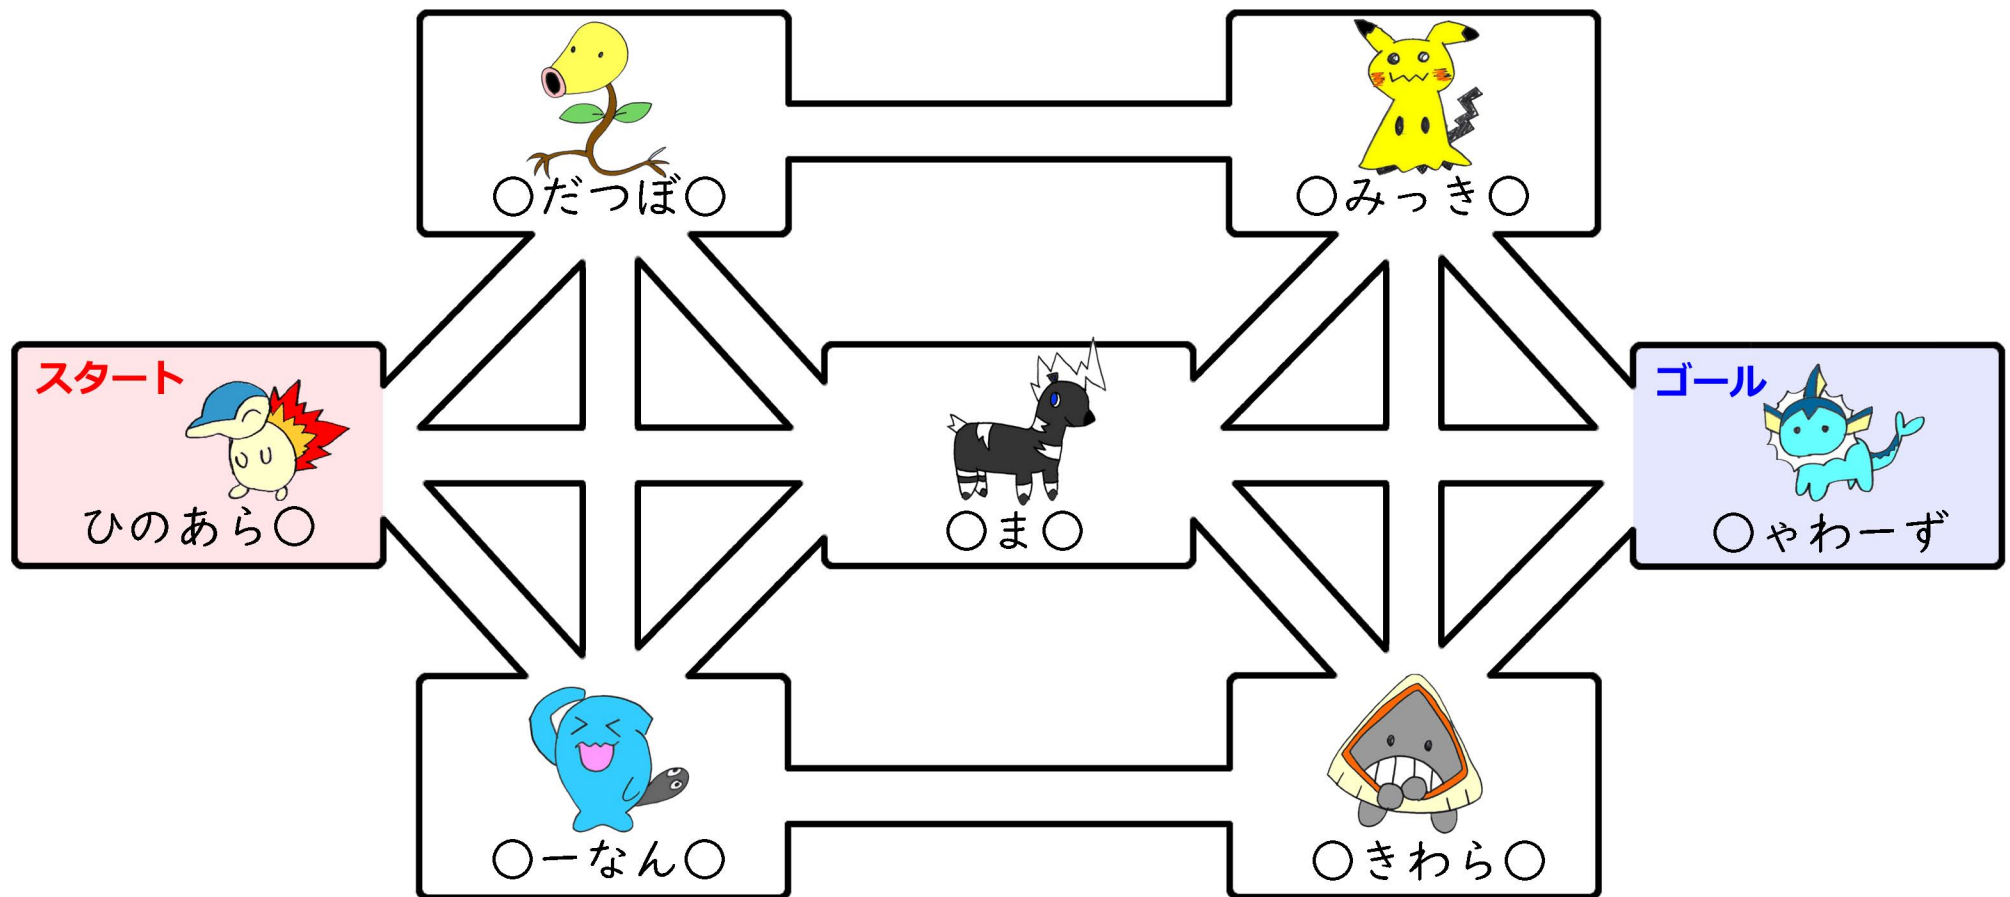 ○だつぼ○
○みっき○
スタート
ひのあら○
○ま○
ゴール
○ゃわーず
○ーなん○
○きわら○